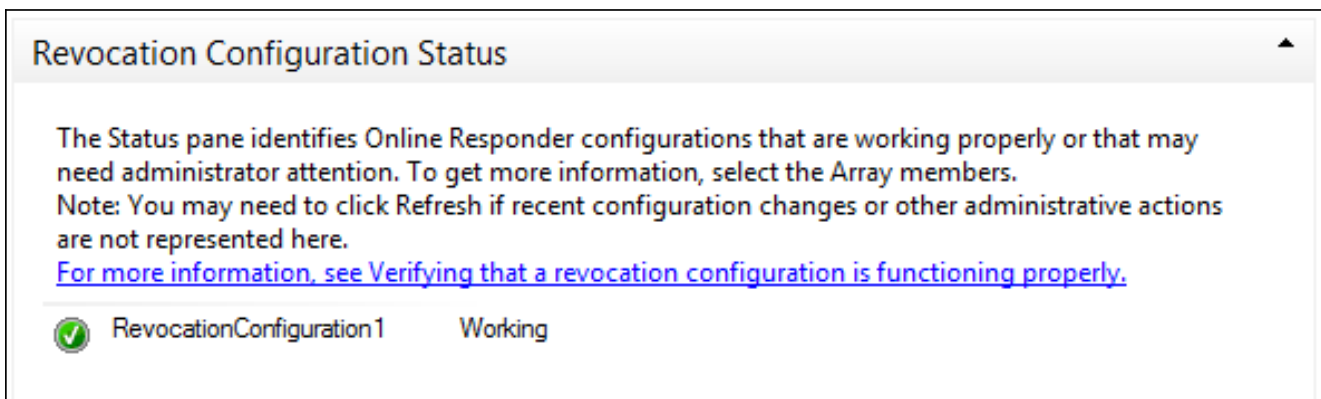 Revocation Configuration Status
The Status pane identifies Online Responder configurations that are working properly or that may
need administrator attention. To get more information, select the Array members.
Note: You may need to click Refresh if recent configuration changes or other administrative actions
are not represented here.
For more information, see Verifying that a revocation configuration is functioning properly.
RevocationConfiguration1 Working